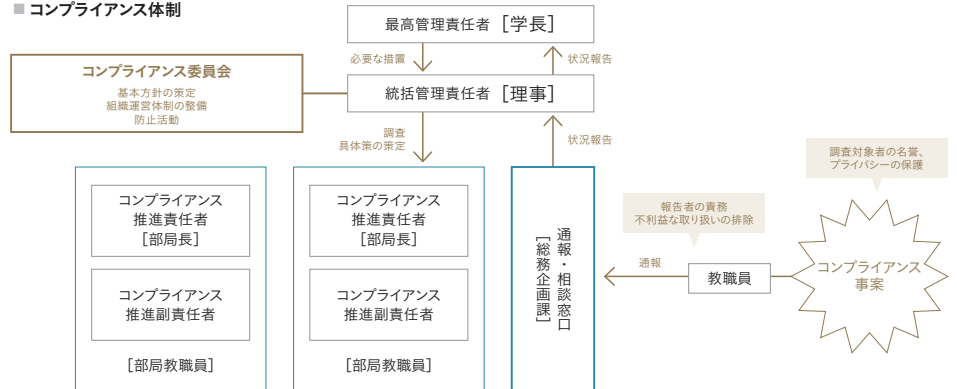 ■ コンプライアンス体制
最高管理責任者 ［学長］
必要な措置
状況報告
コンプライアンス委員会
基本方針の策定
組織運営体制の整備
防止活動
統括管理責任者 ［理事］
調査
具体策の策定
状況報告
コンプライアンス
推進責任者
［部局長］
コンプライアンス
推進副責任者
［部局教職員］
コンプライアンス
推進責任者
［部局長］
コンプライアンス
推進副責任者
［部局教職員］
通報・相談窓口
［総務企画課］
通報
報告者の責務
不利益な取り扱いの排除
教職員
調査対象者の名誉、
プライバシーの保護
コンプライアンス
事案